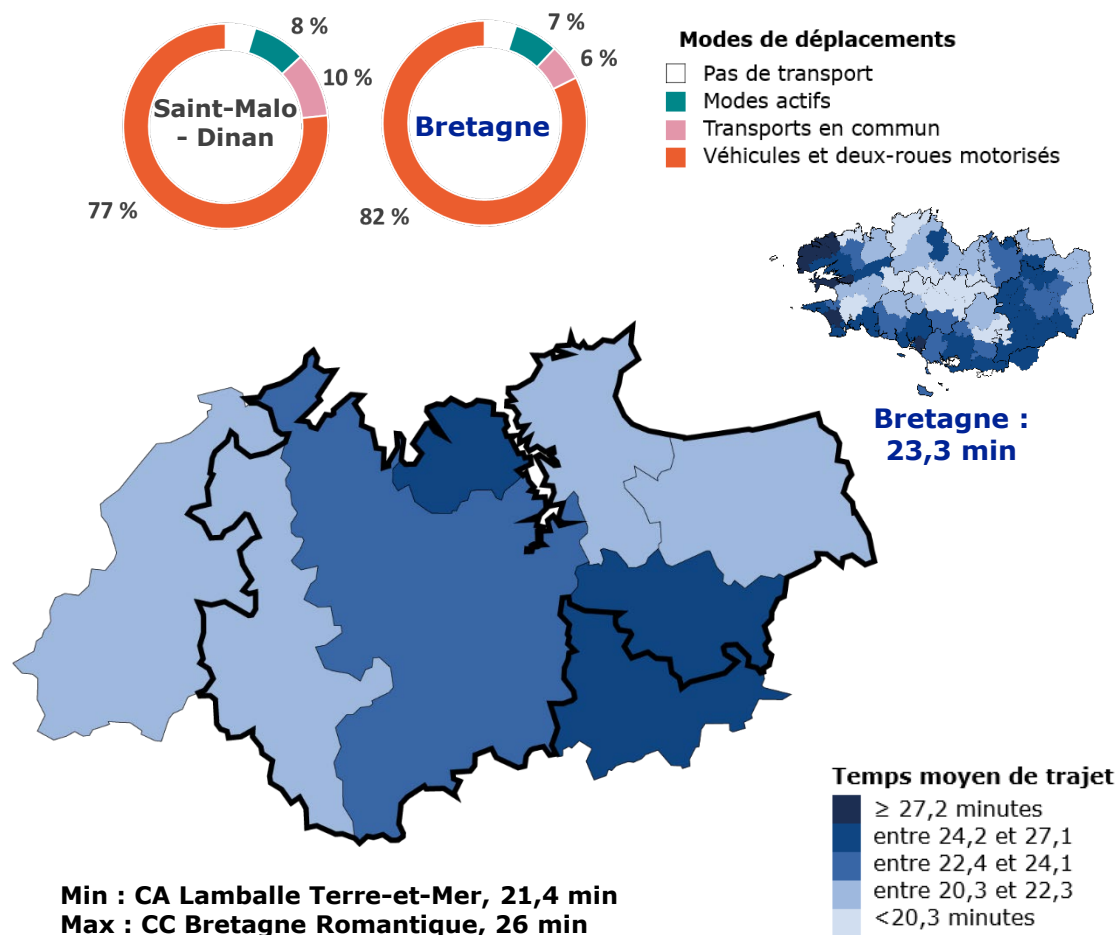 8 %
10 %
77 %
Saint-Malo
- Dinan
7 %
6 %
82 %
Bretagne
Modes de déplacements
Pas de transport
Modes actifs
Transports en commun
Véhicules et deux-roues motorisés
Bretagne :
23,3 min
Temps moyen de trajet
≥ 27,2 minutes
entre 24,2 et 27,1
entre 22,4 et 24,1
entre 20,3 et 22,3
<20,3 minutes
Min : CA Lamballe Terre-et-Mer, 21,4 min
Max : CC Bretagne Romantique, 26 min